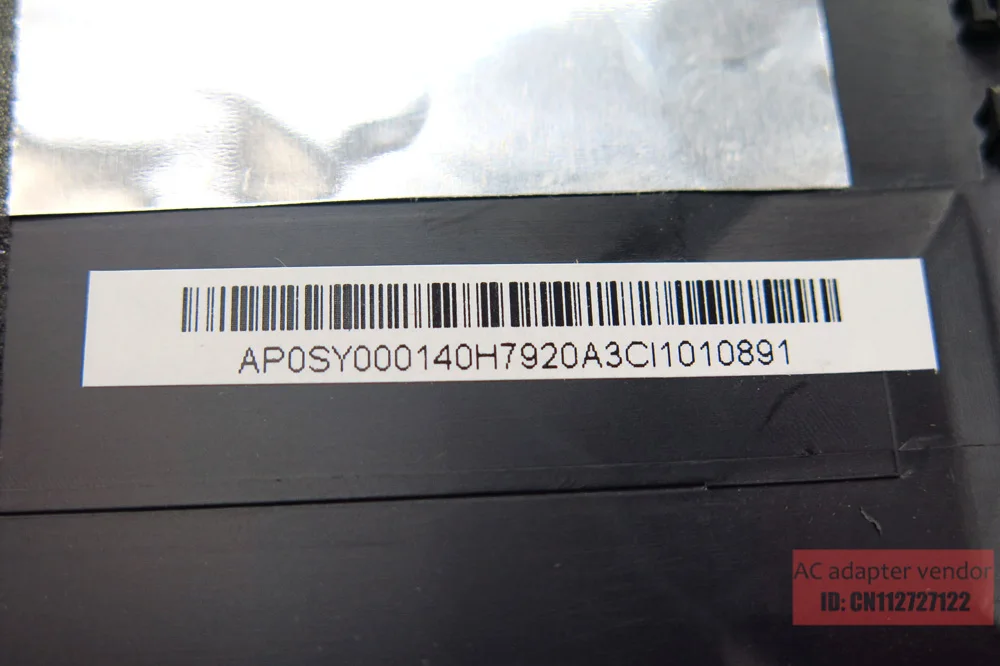 AP0SY000140H7920A3CI1010891
AC adapter vendor
ID: CN112727122